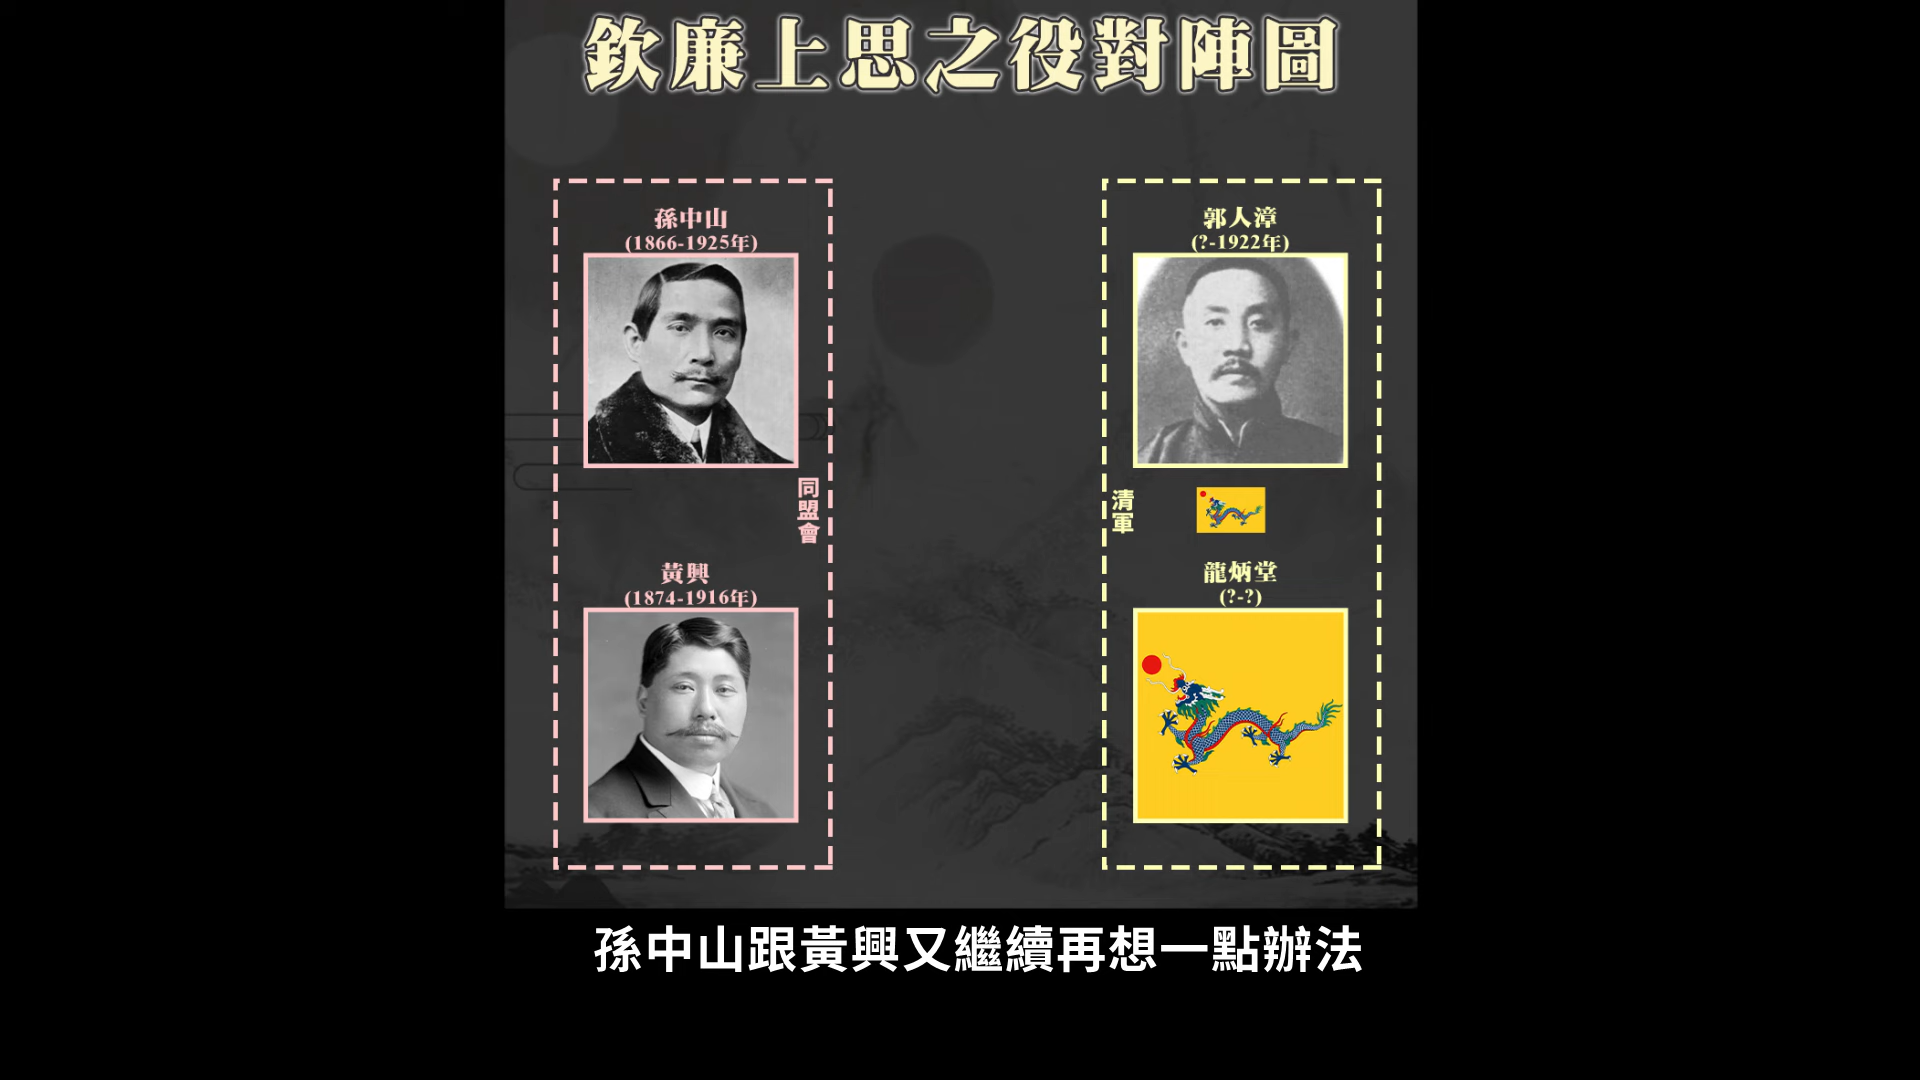 欽廉上思之役對陣圖
孫中山
(1866-1925年)
同盟會
黃興
(1874-1916年)
郭人漳
(?-1922年)
清軍
龍炳堂
(?-?)
孫中山跟黃興又繼續再想一點辦法